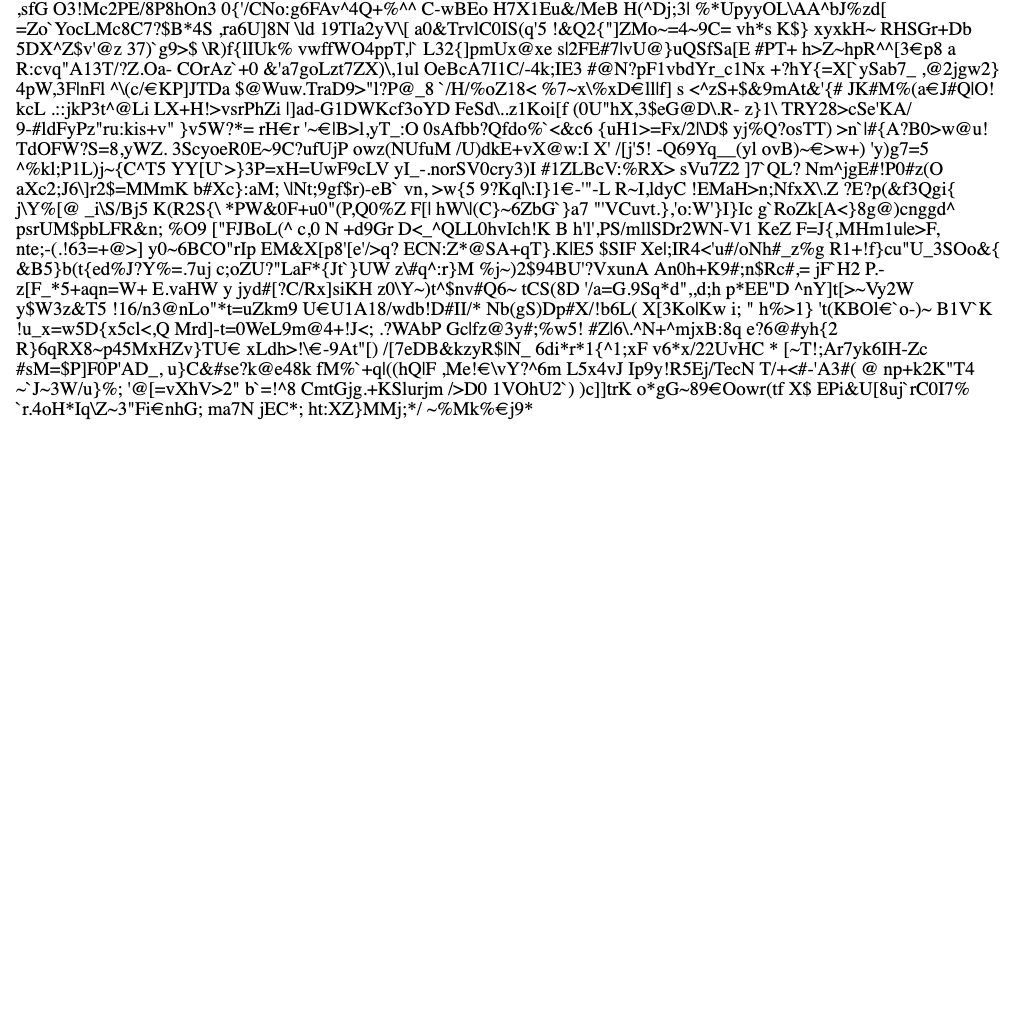 ,sfG O3!Mc2PE/8P8hOn3 0{'/CNo:g6FAv^4Q+%^^ C-wBEo H7X1Eu&/MeB H(^Dj;3l %*UpyyOL\AA^bJ%zd[
=Zo`YocLMc8C7?$B*4S ,ra6U]8N \ld 19TIa2yV\[ a0&TrvlC0IS(q'5 !&Q2{"]ZMo~=4~9C= vh*s K$} xyxkH~ RHSGr+Db
5DX^Z$v'@z 37)`g9>$ \R)f{lIUk% vwffWO4ppT,ſ` L32{]pmUx@xe s|2FE#7|vU@}uQSfSa[E #PT+ h>Z~hpR^^[3€p8 a
R:cvq"A13T/?Z.Oa- COrAz`+0 &'a7goLzt7ZX)\,1ul OeBcA7I1C/-4k;IE3 #@N?pF1vbdYr_c1Nx +?hY{=X[`ySab7_ ,@2jgw2}
4pW,3F|nFl ^\(c/€KP]JTDa $@Wuw.TraD9>"l?P@_8 `/H/%oZ18< %7~x\%xD€Illf] s <^zS+$&9mAt&'{# JK#M%(a€J#Q|O!
kcL .::jkP3t^@Li LX+H!>vsrPhZi |]ad-G1DWKcf3oYD FeSd\..z1Koi[f (0U"hX,3$eG@D\.R- z}1\ TRY28>cSe'KA/
9-#ldFyPz"ru:kis+v" }v5W?*= rH€r '~€|B>l,yT_:O 0sAfbb?Qfdo%`<&c6 {uH1>=Fx/2|\D$ yj%Q?osTT) >n`|#{A?B0>w@u!
TdOFW?S=8,yWZ. 3ScyoeR0E~9C?ufUjP owz(NUfuM /U)dkE+vX@w:I X' /[j'5! -Q69Yq__(yl ovB)~€>w+) 'y)g7=5
^%kl;P1L)j~{C^T5 YY[U`>}3P=xH=UwF9cLV yI_-.norSV0cry3)I #1ZLBcV:%RX> sVu7Z2 ]7`QL? Nm^jgE#!P0#z(O
aXc2;J6\]r2$=MMmK b#Xc}:aM; \lNt;9gf$r)-eB` vn, >w{5 9?Kq|\:I}1€-'"-L R~I,ldyC !EMaH>n;NfxX\.Z ?E?p(&f3Qgi{
j\Y%[@ _i\S/Bj5 K(R2S{\ *PW&0F+u0"(P,Q0%Z F[| hW\|(C}~6ZbG`}a7 "'VCuvt.},'o:W'}I}Ic g`RoZk[A<}8g@)cnggd^
psrUM$pbLFR&n; %O9 ["FJBoL(^ c,0 N +d9Gr D<_^QLL0hvIch!K B h'l',PS/mlISDr2WN-V1 KeZ F=J{,MHm1u|e>F,
nte;-(.!63=+@>] y0~6BCO"rIp EM&X[p8'[e'/>q? ECN:Z*@SA+qT}.K|E5 $SIF Xe|;IR4<'u#/oNh#_z%g R1+!f}cu"U_3SOo&{
&B5}b(t{ed%J?Y%=.7uj c;oZU?"LaF*{Jt`}UW z\#q^:r}M %j~)2$94BU'?VxunA An0h+K9#;n$Rc#,= jF`H2 P.-
z[F_*5+aqn=W+ E.vaHW y jyd#[?C/Rx]siKH z0\Y~)t^$nv#Q6~ tCS(8D '/a=G.9Sq*d",,d;h p*EE"D ^nY]t[>~Vy2W
y$W3z&T5 !16/n3@nLo"*t=uZkm9 U€U1A18/wdb!D#II/* Nb(gS)Dp#X/!b6L( X[3Ko|Kw i; " h%>1} 't(KBOl€`o-)~ B1V`K
!u_x=w5D{x5cl<,Q Mrd]-t=0WeL9m@4+!J<; .?WAbP Gc|fz@3y#;%w5! #Z|6\.^N+^mjxB:8q e?6@#yh{2
R}6qRX8~p45MxHZv}TU€ xLdh>!\€-9At"[) /[7eDB&kzyR$lN_ 6di*r*1{^1;xF v6*x/22UvHC * [~T!;Ar7yk6IH-Zc
#sM=$P]F0P'AD_, u}C&#se?k@e48k fM%`+ql((hQ|F ,Me!€\vY?^6m L5x4vJ Ip9y!R5Ej/TecN T/+<#-'A3#( @ np+k2K"T4
~`J~3W/u}%; '@[=vXhV>2" b`=!^8 CmtGjg.+KSlurjm />D0 1VOhU2`) )c]]trK o*gG~89€Oowr(tf X$ EPi&U[8uj`rC0I7%
`r.4oH*Iq\Z~3"Fi€nhG; ma7N jEC*; ht:XZ}MMj;*/ ~%Mk%€j9*